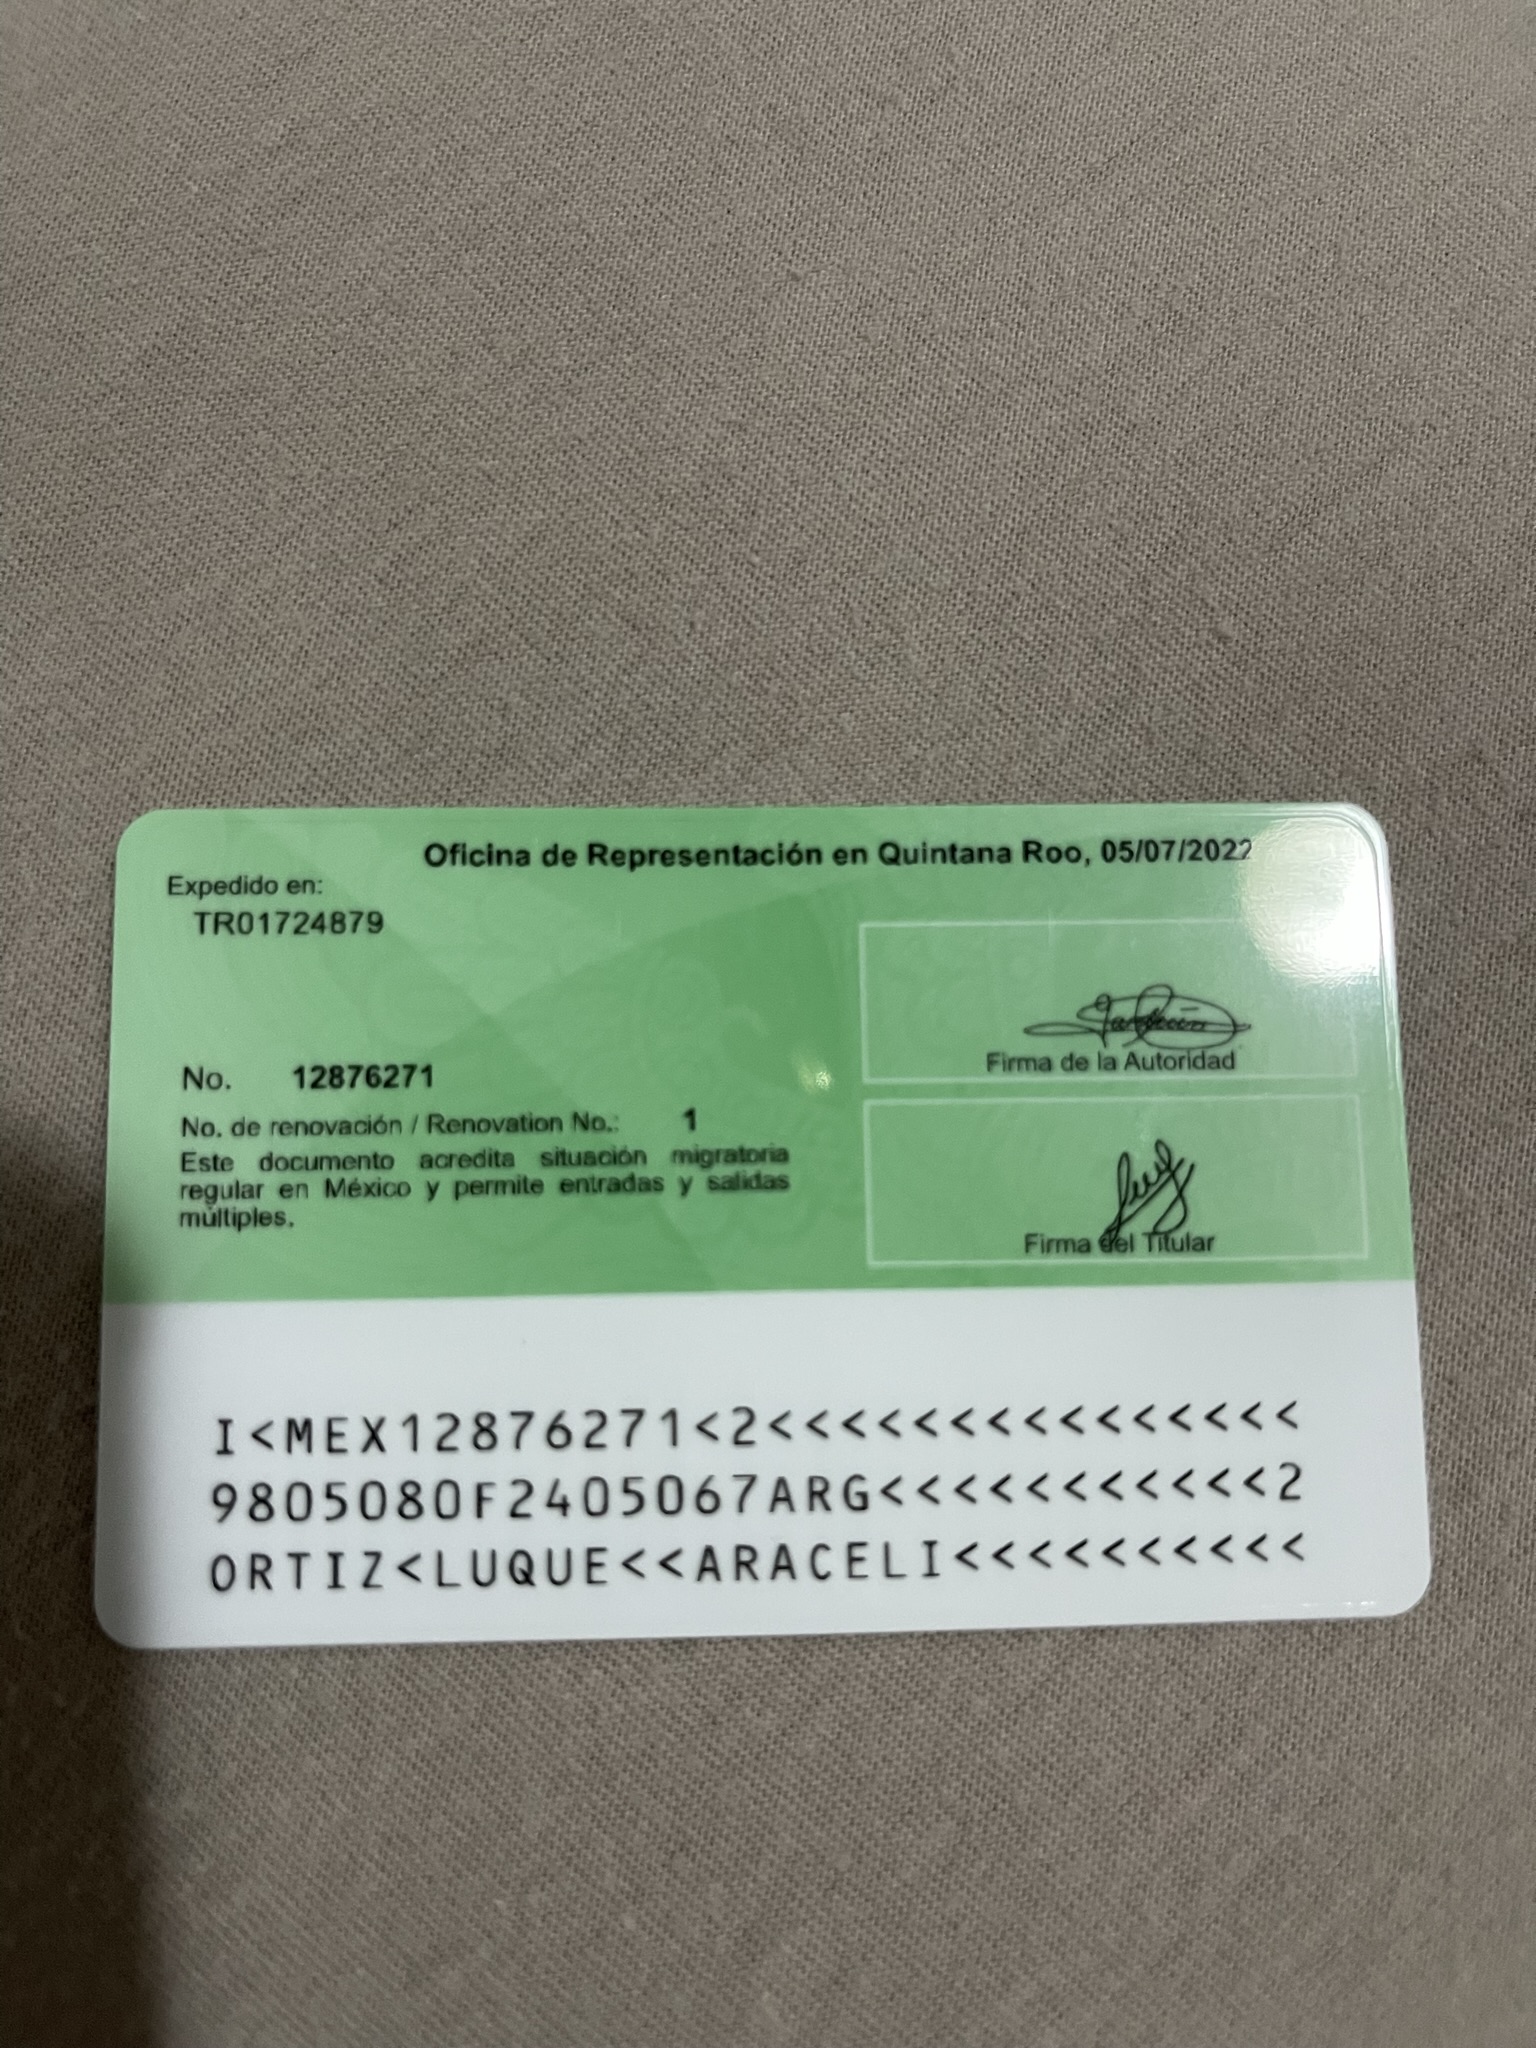 Oficina de Representación en Quintana Roo, 05/07/2022
Expedido en:
TR01724879
Firma de la Autoridad
No. 12876271
No. de renovación / Renovation No.: 1
Este documento acredita situación migratoria
regular en México y permite entradas y salidas
múltiples.
Firma del Titular
I<MEX12876271<2<<<<<<<<<<<<<<<
9805080F2405067ARG<<<<<<<<<<<2
ORTIZ<LUQUE<<ARACELI<<<<<<<<<<